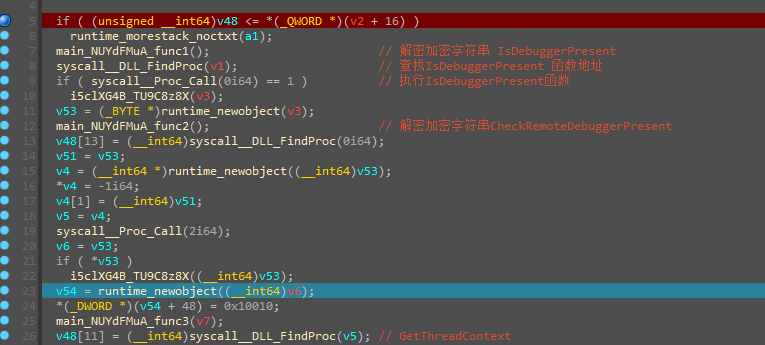 4
5 if ( (unsigned __int64)v48 <= *(_QWORD *)(v2 + 16) )
6 runtime_morestack_noctxt(a1);
7 main_NUYdFMuA_func1(); // 解密加密字符串 IsDebuggerPresent
8 syscall__DLL_FindProc(v1); // 查找IsDebuggerPresent 函数地址
9 if ( syscall__Proc_Call(0i64) == 1 ) // 执行IsDebuggerPresent函数
10 i5clXG4B_TU9C8z8X(v3);
11 v53 = (_BYTE *)runtime_newobject(v3);
12 main_NUYdFMuA_func2(); // 解密加密字符串CheckRemoteDebuggerPresent
13 v48[13] = (__int64)syscall__DLL_FindProc(0i64);
14 v51 = v53;
15 v4 = (__int64 *)runtime_newobject((__int64)v53);
16 *v4 = -1i64;
17 v4[1] = (__int64)v51;
18 v5 = v4;
19 syscall__Proc_Call(2i64);
20 v6 = v53;
21 if ( *v53 )
22 i5clXG4B_TU9C8z8X((__int64)v53);
23 v54 = runtime_newobject((__int64)v6);
24 *(_DWORD *)(v54 + 48) = 0x10010;
25 main_NUYdFMuA_func3(v7);
26 v48[11] = (__int64)syscall__DLL_FindProc(v5); // GetThreadContext